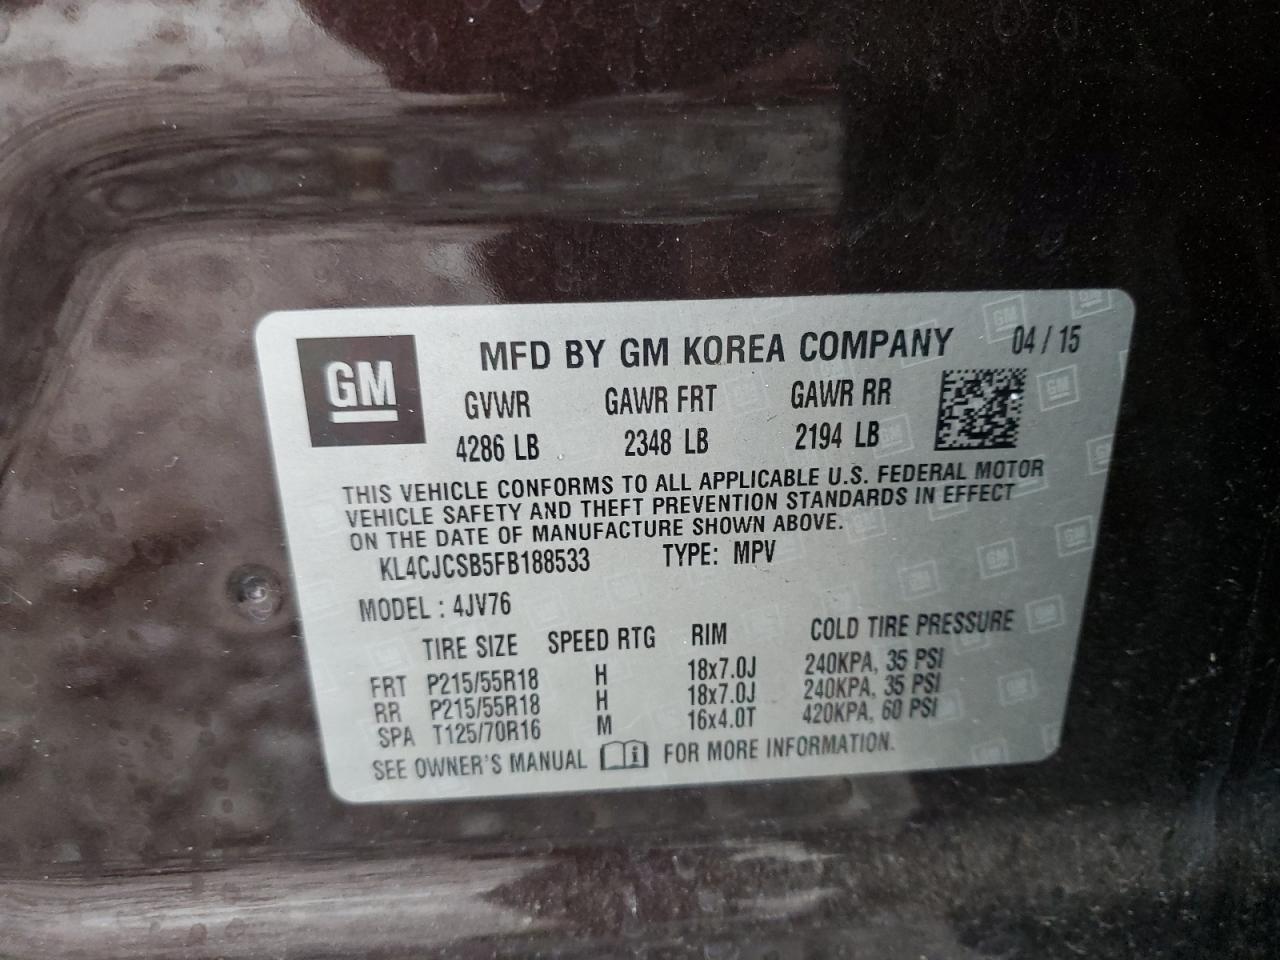 GM
MFD BY GM KOREA COMPANY 04 / 15
GVWR GAWR FRT GAWR RR
4286 LB 2348 LB 2194 LB
THIS VEHICLE CONFORMS TO ALL APPLICABLE U.S. FEDERAL MOTOR
VEHICLE SAFETY AND THEFT PREVENTION STANDARDS IN EFFECT
ON THE DATE OF MANUFACTURE SHOWN ABOVE.
KL4CJCSB5FB188533 TYPE: MPV
MODEL : 4JV76
TIRE SIZE SPEED RTG RIM COLD TIRE PRESSURE
FRT P215/55R18 H 18x7.0J 240KPA, 35 PSI
RR P215/55R18 H 18x7.0J 240KPA, 35 PSI
SPA T125/70R16 M 16x4.0T 420KPA, 60 PSI
SEE OWNER'S MANUAL i FOR MORE INFORMATION.